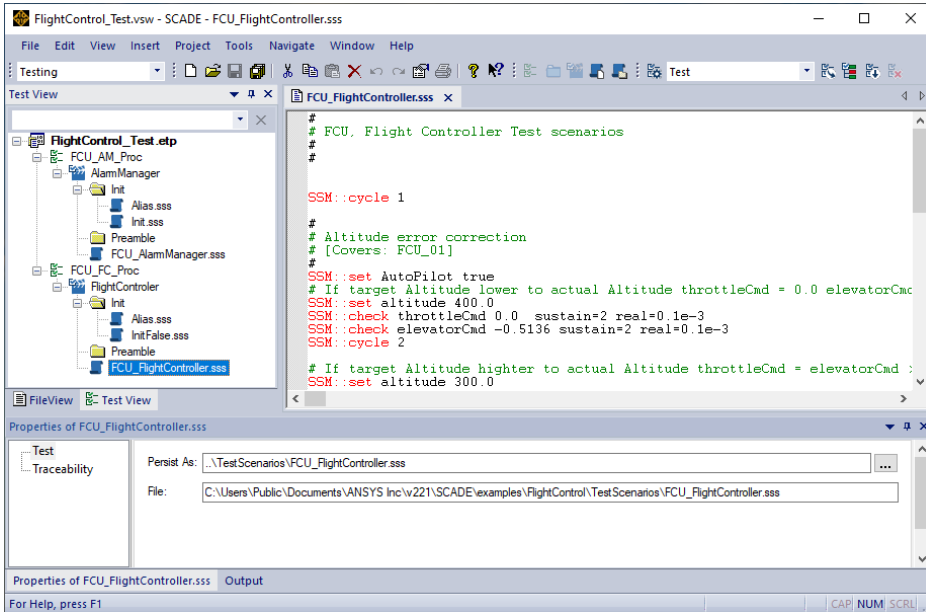 FlightControl_Test.vsw - SCADE - FCU_FlightController.sss
File Edit View Insert Project Tools Navigate Window Help
Testing
Test
Test View
FCU_FlightController.sss
FlightControl_Test.etp
FCU_AM_Proc
AlarmManager
Init
Alias.sss
Init.sss
Preamble
FCU_AlarmManager.sss
FCU_FC_Proc
FlightControler
Init
Alias.sss
InitFalse.sss
Preamble
FCU_FlightController.sss
FileView Test View
#
# FCU, Flight Controller Test scenarios
#
#
SSM::cycle 1
#
# Altitude error correction
# [Covers: FCU_01]
#
SSM::set AutoPilot true
# If target Altitude lower to actual Altitude throttleCmd = 0.0 elevatorCmd
SSM::set altitude 400.0
SSM::check throttleCmd 0.0 sustain=2 real=0.1e-3
SSM::check elevatorCmd -0.5136 sustain=2 real=0.1e-3
SSM::cycle 2
# If target Altitude highter to actual Altitude throttleCmd = elevatorCmd >
SSM::set altitude 300.0
Properties of FCU_FlightController.sss
Test
Traceability
Persist As: ..\TestScenarios\FCU_FlightController.sss
...
File: C:\Users\Public\Documents\ANSYS Inc\v221\SCADE\examples\FlightControl\TestScenarios\FCU_FlightController.sss
Properties of FCU_FlightController.sss Output
For Help, press F1
CAP NUM SCRL